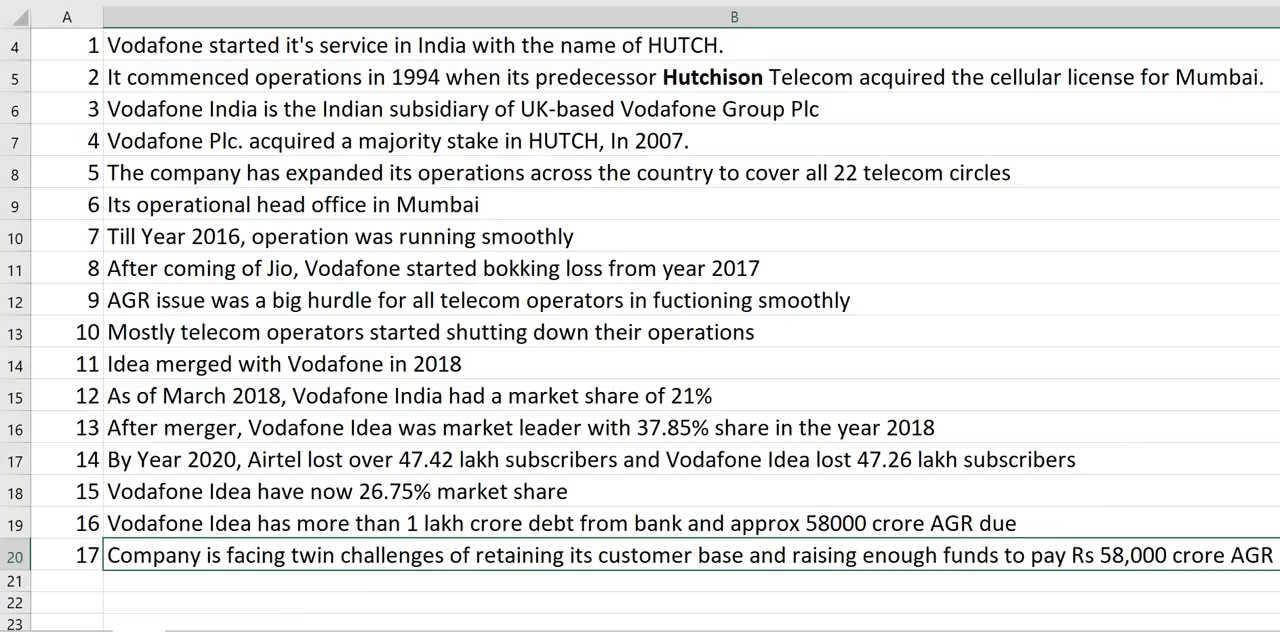 A B
4 1 Vodafone started it's service in India with the name of HUTCH.
5 2 It commenced operations in 1994 when its predecessor Hutchison Telecom acquired the cellular license for Mumbai.
6 3 Vodafone India is the Indian subsidiary of UK-based Vodafone Group Plc
7 4 Vodafone Plc. acquired a majority stake in HUTCH, In 2007.
8 5 The company has expanded its operations across the country to cover all 22 telecom circles
9 6 Its operational head office in Mumbai
10 7 Till Year 2016, operation was running smoothly
11 8 After coming of Jio, Vodafone started bokking loss from year 2017
12 9 AGR issue was a big hurdle for all telecom operators in fuctioning smoothly
13 10 Mostly telecom operators started shutting down their operations
14 11 Idea merged with Vodafone in 2018
15 12 As of March 2018, Vodafone India had a market share of 21%
16 13 After merger, Vodafone Idea was market leader with 37.85% share in the year 2018
17 14 By Year 2020, Airtel lost over 47.42 lakh subscribers and Vodafone Idea lost 47.26 lakh subscribers
18 15 Vodafone Idea have now 26.75% market share
19 16 Vodafone Idea has more than 1 lakh crore debt from bank and approx 58000 crore AGR due
20 17 Company is facing twin challenges of retaining its customer base and raising enough funds to pay Rs 58,000 crore AGR
21
22
23